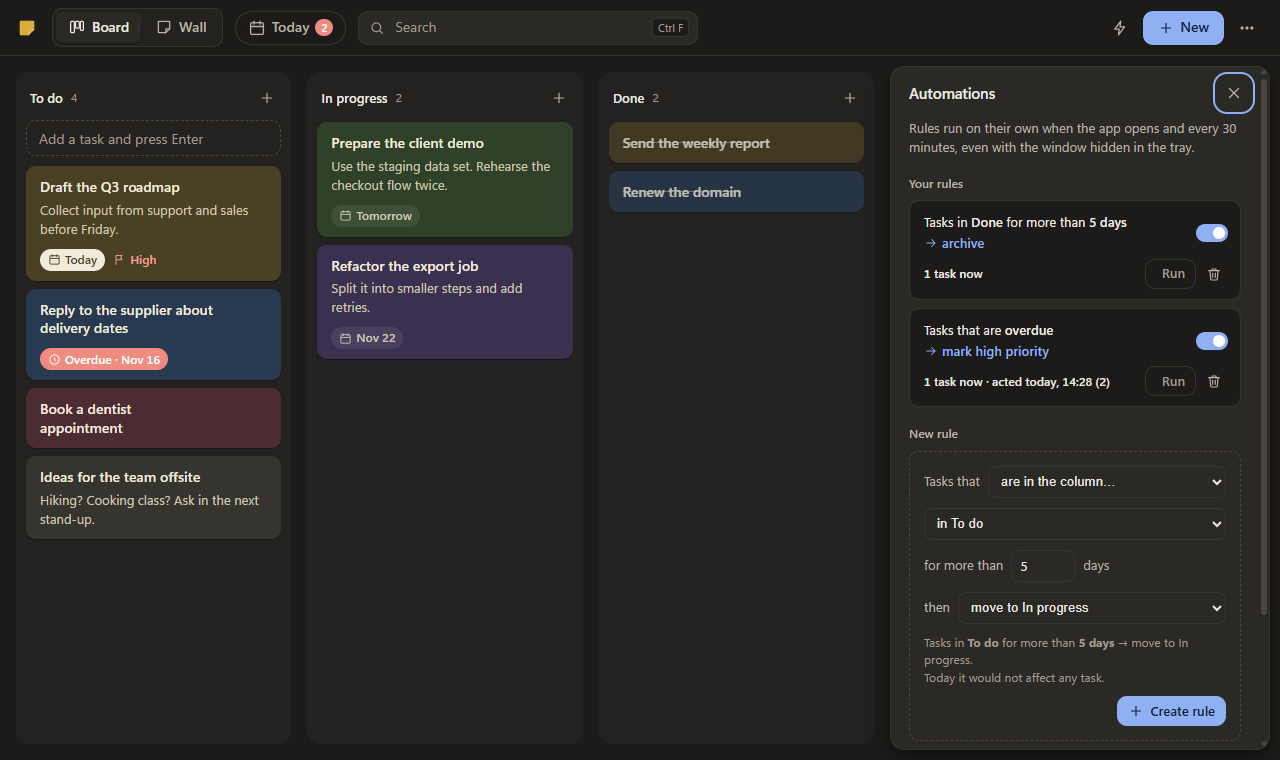 Board
Wall
Today 2
Search
Ctrl F
+ New
To do 4
Add a task and press Enter
Draft the Q3 roadmap
Collect input from support and sales
before Friday.
Today
High
Reply to the supplier about
delivery dates
Overdue · Nov 16
Book a dentist
appointment
Ideas for the team offsite
Hiking? Cooking class? Ask in the next
stand-up.
In progress 2
Prepare the client demo
Use the staging data set. Rehearse the
checkout flow twice.
Tomorrow
Refactor the export job
Split it into smaller steps and add
retries.
Nov 22
Done 2
Send the weekly report
Renew the domain
Automations
Rules run on their own when the app opens and every 30
minutes, even with the window hidden in the tray.
Your rules
Tasks in Done for more than 5 days
→ archive
1 task now
Run
Tasks that are overdue
→ mark high priority
1 task now · acted today, 14:28 (2)
Run
New rule
Tasks that are in the column...
in To do
for more than 5 days
then move to In progress
Tasks in To do for more than 5 days → move to In
progress.
Today it would not affect any task.
+ Create rule